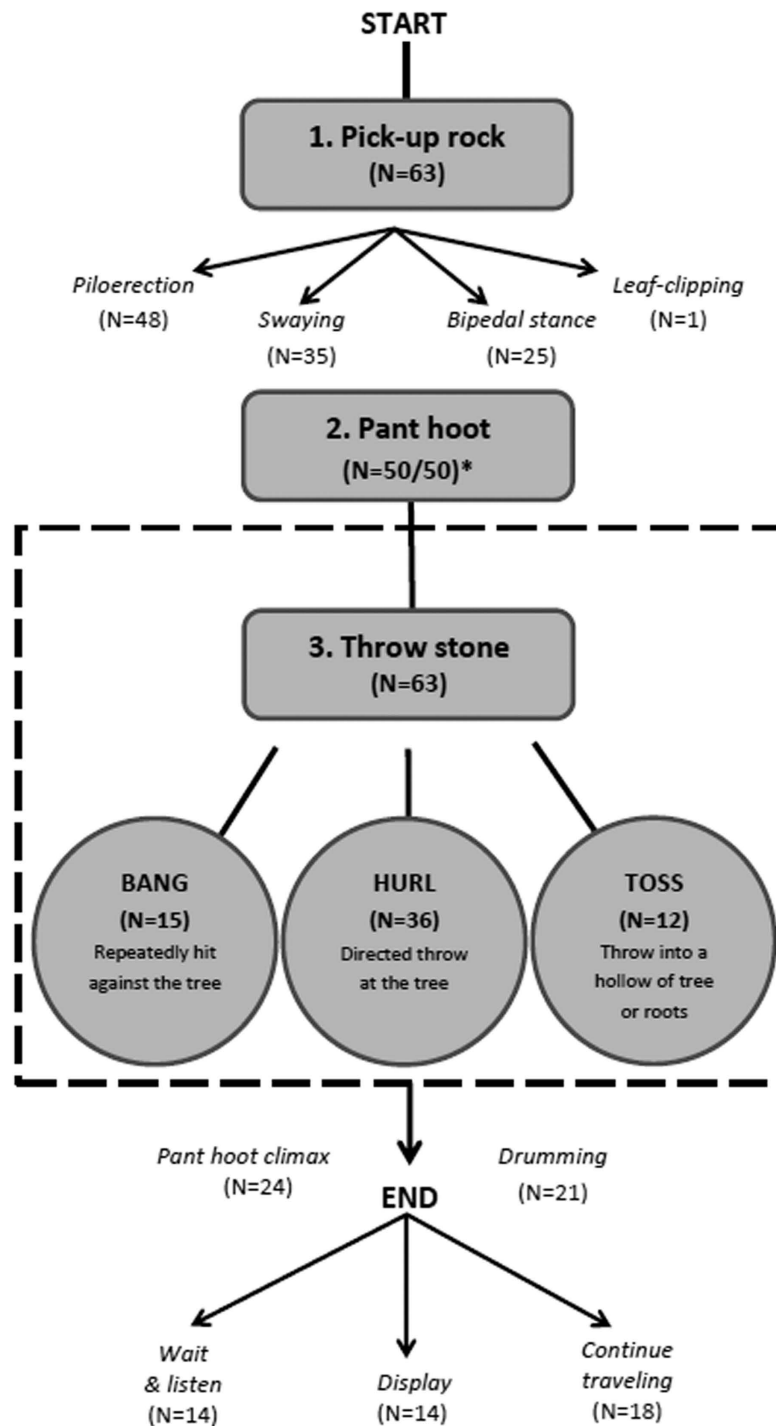 START
1. Pick-up rock
(N=63)
Piloerection
(N=48)
Swaying
(N=35)
Bipedal stance
(N=25)
Leaf-clipping
(N=1)
2. Pant hoot
(N=50/50)*
3. Throw stone
(N=63)
BANG
(N=15)
Repeatedly hit
against the tree
HURL
(N=36)
Directed throw
at the tree
TOSS
(N=12)
Throw into a
hollow of tree
or roots
Pant hoot climax
(N=24)
Drumming
(N=21)
END
Wait
& listen
(N=14)
Display
(N=14)
Continue
traveling
(N=18)